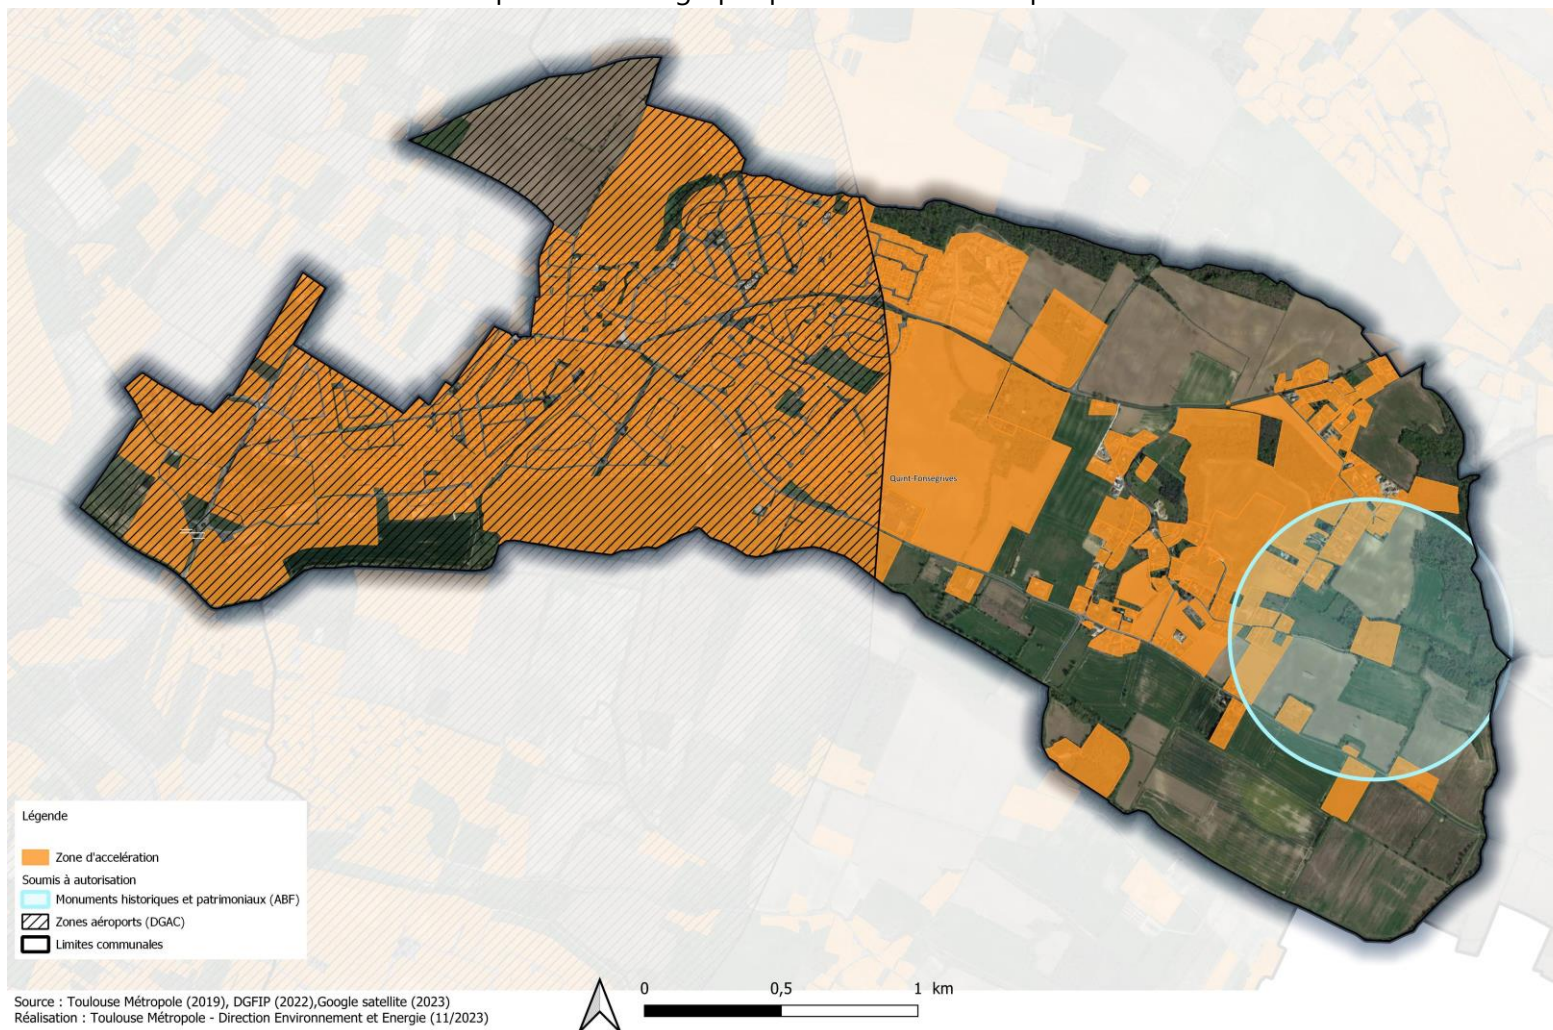 Quint-Fonsegrives
Légende
Zone d'accelération
Soumis à autorisation
Monuments historiques et patrimoniaux (ABF)
Zones aéroports (DGAC)
Limites communales
0 0,5 1 km
Source : Toulouse Métropole (2019), DGFIP (2022),Google satellite (2023)
Réalisation : Toulouse Métropole - Direction Environnement et Energie (11/2023)